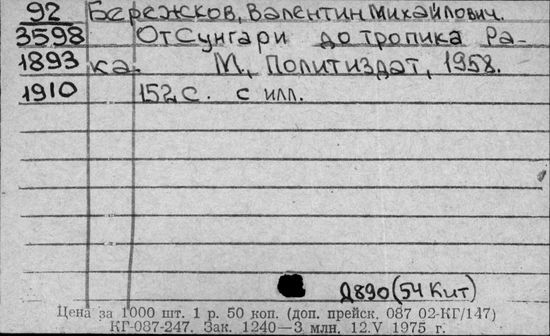 92 Бережсков, Валентин Михайлович.
3598 От Сунгари до тропика Ра-
1893 ка. М., Политиздат, 1958.
1910 152 с. с илл.
Д890 (54 Кит)
Цена за 1000 шт. 1 р. 50 коп. (доп. прейск. 087 02-КГ/147)
КГ-087-247. Зак. 1240—3 млн. 12.V 1975 г.